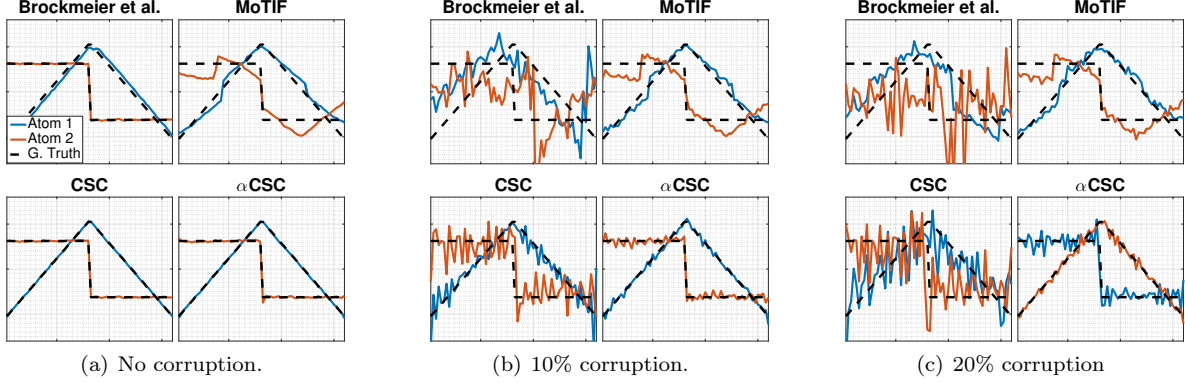 Brockmeier et al.
MoTIF
Atom 1
Atom 2
G. Truth
CSC
αCSC
(a) No corruption.
Brockmeier et al.
MoTIF
CSC
αCSC
(b) 10% corruption.
Brockmeier et al.
MoTIF
CSC
αCSC
(c) 20% corruption